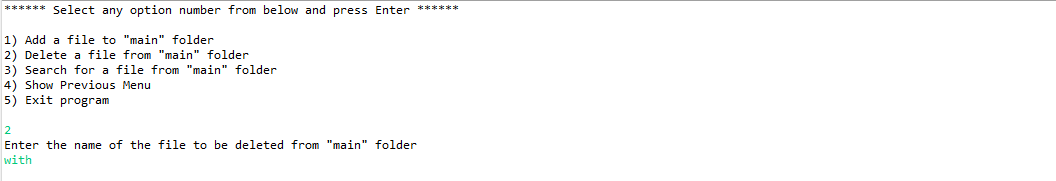 ****** Select any option number from below and press Enter ******
1) Add a file to "main" folder
2) Delete a file from "main" folder
3) Search for a file from "main" folder
4) Show Previous Menu
5) Exit program
2
Enter the name of the file to be deleted from "main" folder
with